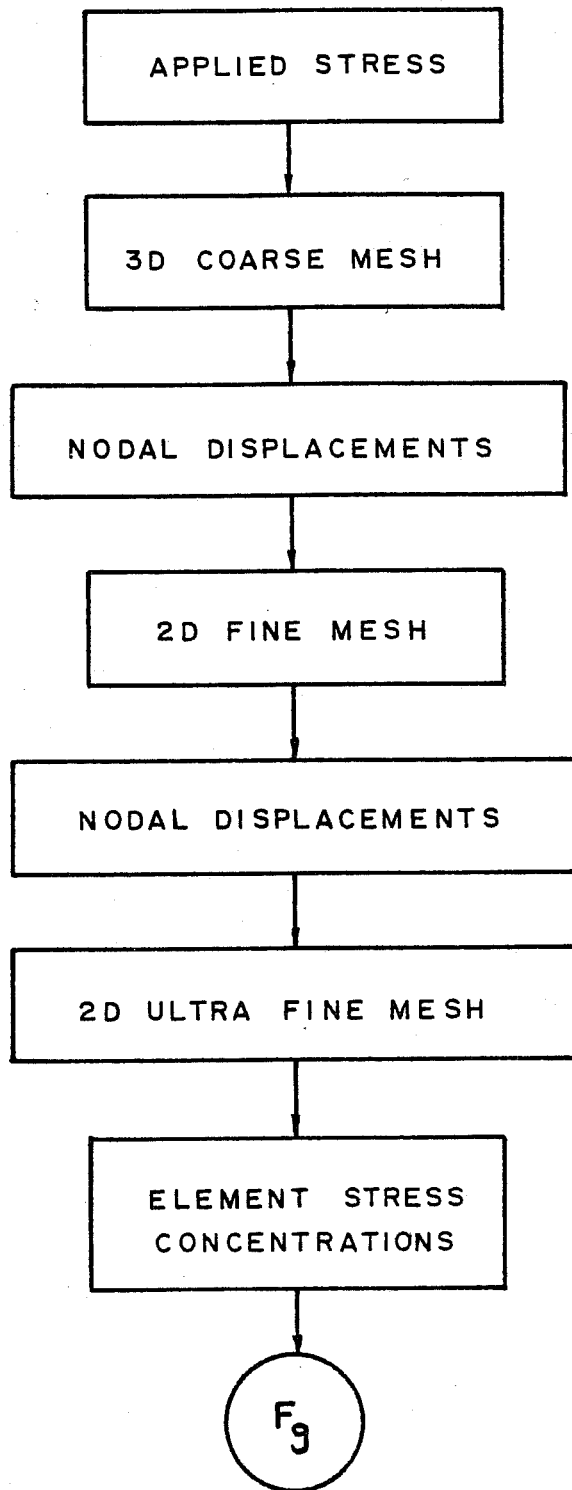 APPLIED STRESS
3D COARSE MESH
NODAL DISPLACEMENTS
2D FINE MESH
NODAL DISPLACEMENTS
2D ULTRA FINE MESH
ELEMENT STRESS
CONCENTRATIONS
Fg